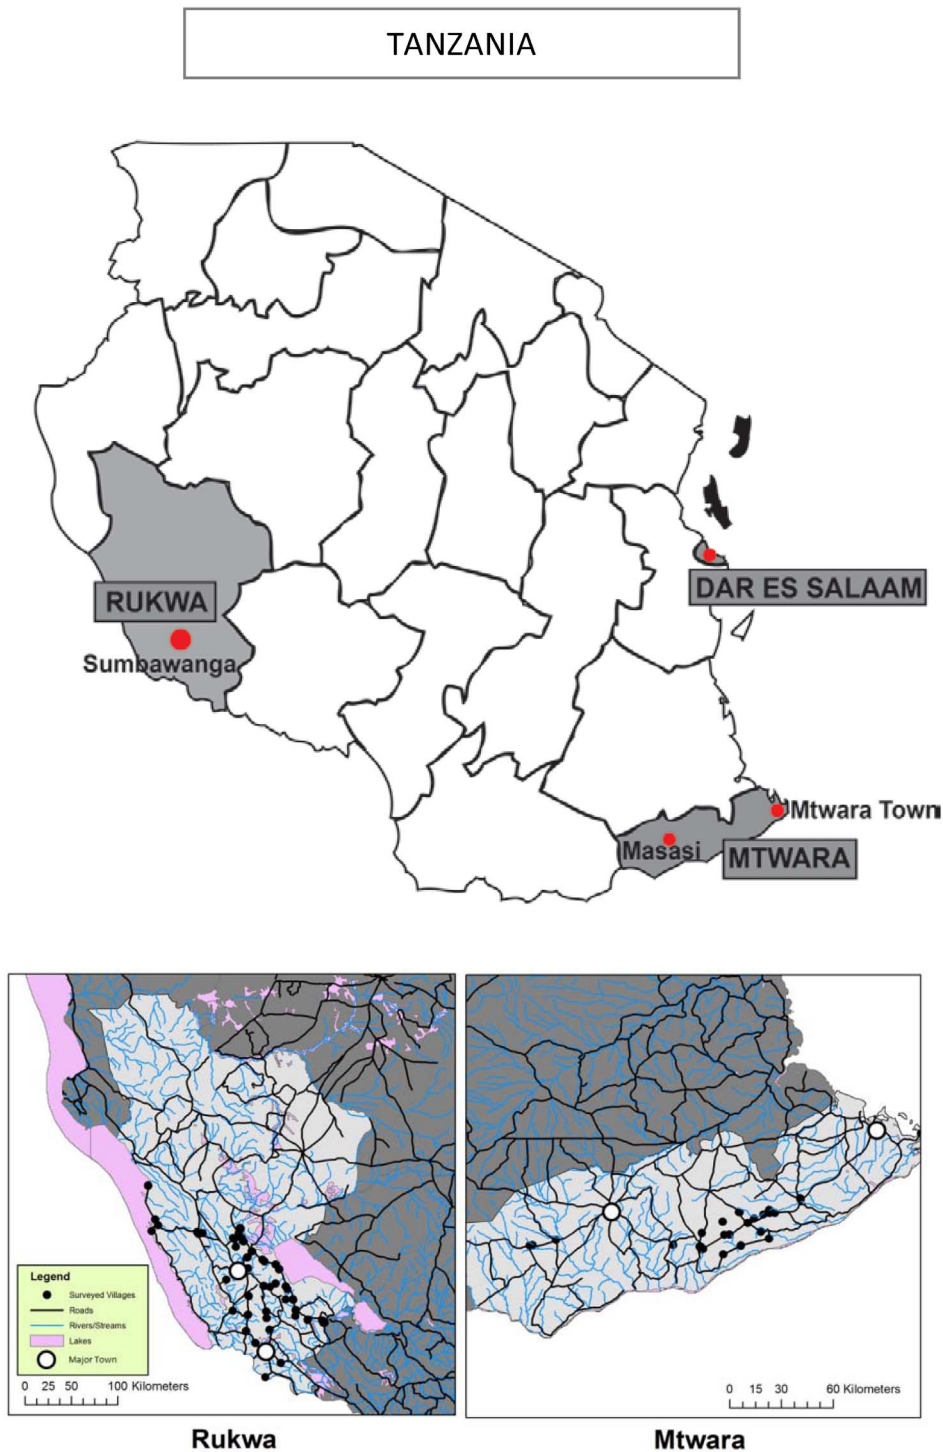 TANZANIA
DAR ES SALAAM
RUKWA
Sumbawanga
Mtwara Town
Masasi
MTWARA
Legend
Surveyed Villages
Roads
Rivers/Streams
Lakes
Major Town
0 25 50 100 Kilometers
0 15 30 60 Kilometers
Rukwa
Mtwara